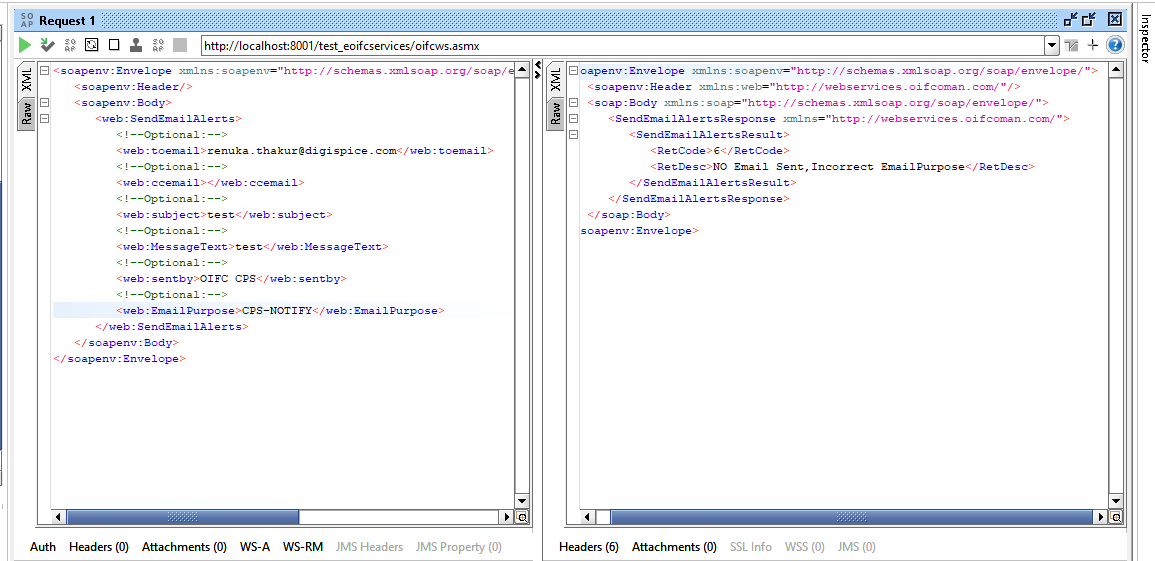 SO AP Request 1
SO AP SO AP http://localhost:8001/test_eoifcservices/oifcws.asmx
Inspector
XML
Raw
<soapenv:Envelope xmlns:soapenv="http://schemas.xmlsoap.org/soap/e
<soapenv:Header/>
<soapenv:Body>
<web:SendEmailAlerts>
<!--Optional:-->
<web:toemail>renuka.thakur@digispice.com</web:toemail>
<!--Optional:-->
<web:ccemail></web:ccemail>
<!--Optional:-->
<web:subject>test</web:subject>
<!--Optional:-->
<web:MessageText>test</web:MessageText>
<!--Optional:-->
<web:sentby>OIFC CPS</web:sentby>
<!--Optional:-->
<web:EmailPurpose>CPS-NOTIFY</web:EmailPurpose>
</web:SendEmailAlerts>
</soapenv:Body>
</soapenv:Envelope>
Auth Headers (0) Attachments (0) WS-A WS-RM JMS Headers JMS Property (0)
XML
Raw
oapenv:Envelope xmlns:soapenv="http://schemas.xmlsoap.org/soap/envelope/">
<soapenv:Header xmlns:web="http://webservices.oifcoman.com/"/>
<soap:Body xmlns:soap="http://schemas.xmlsoap.org/soap/envelope/">
<SendEmailAlertsResponse xmlns="http://webservices.oifcoman.com/">
<SendEmailAlertsResult>
<RetCode>6</RetCode>
<RetDesc>NO Email Sent,Incorrect EmailPurpose</RetDesc>
</SendEmailAlertsResult>
</SendEmailAlertsResponse>
</soap:Body>
soapenv:Envelope>
Headers (6) Attachments (0) SSL Info WSS (0) JMS (0)